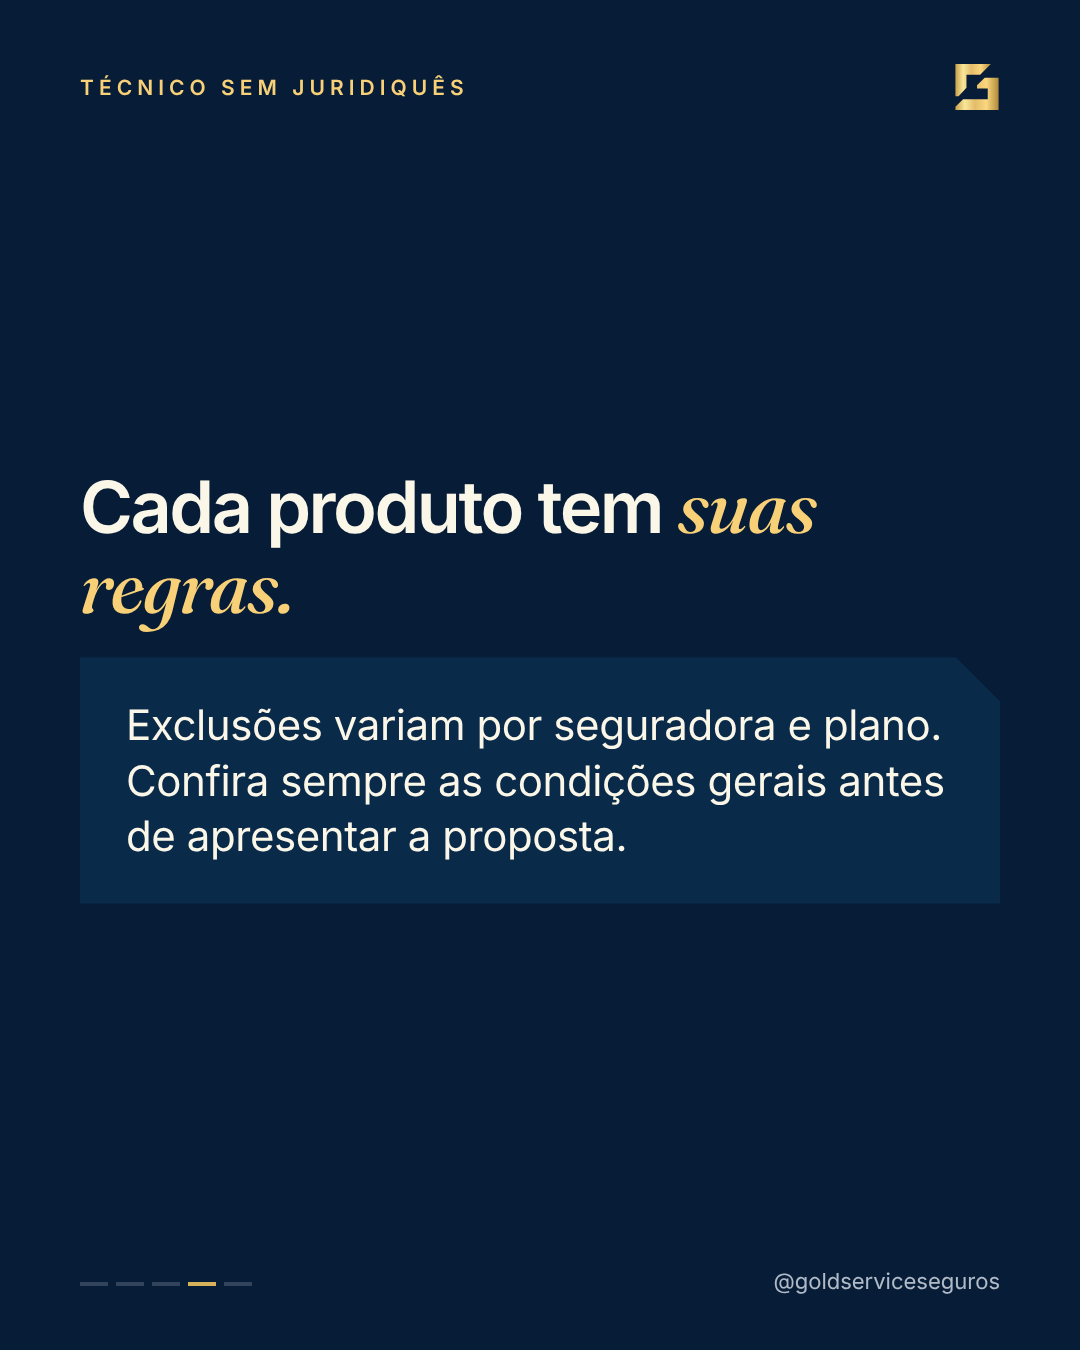 TÉCNICO SEM JURIDIQUÊS
Cada produto tem suas
regras.
Exclusões variam por seguradora e plano.
Confira sempre as condições gerais antes
de apresentar a proposta.
@goldserviceseguros